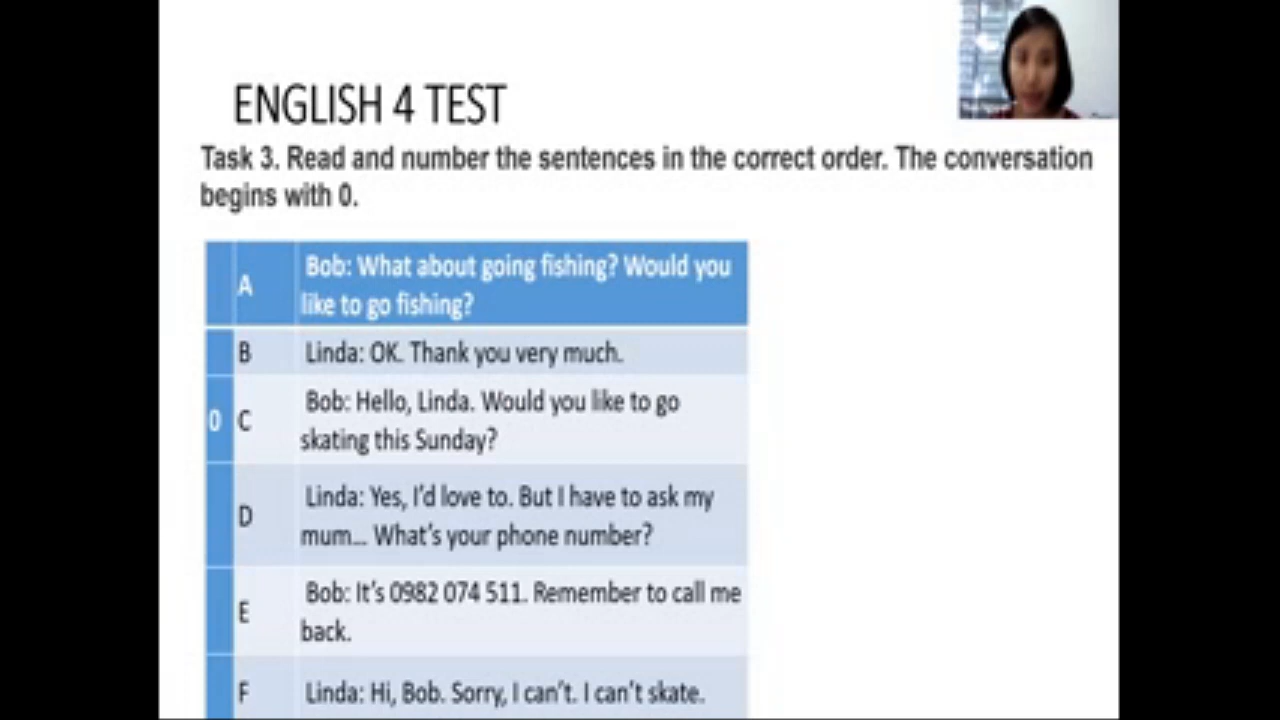 ENGLISH 4 TEST
Task 3. Read and number the sentences in the correct order. The conversation
begins with 0.
A
Bob: What about going fishing? Would you
like to go fishing?
B
Linda: OK. Thank you very much.
0
C
Bob: Hello, Linda. Would you like to go
skating this Sunday?
D
Linda: Yes, I'd love to. But I have to ask my
mum... What's your phone number?
E
Bob: It's 0982 074 511. Remember to call me
back.
F
Linda: Hi, Bob. Sorry, I can't. I can't skate.